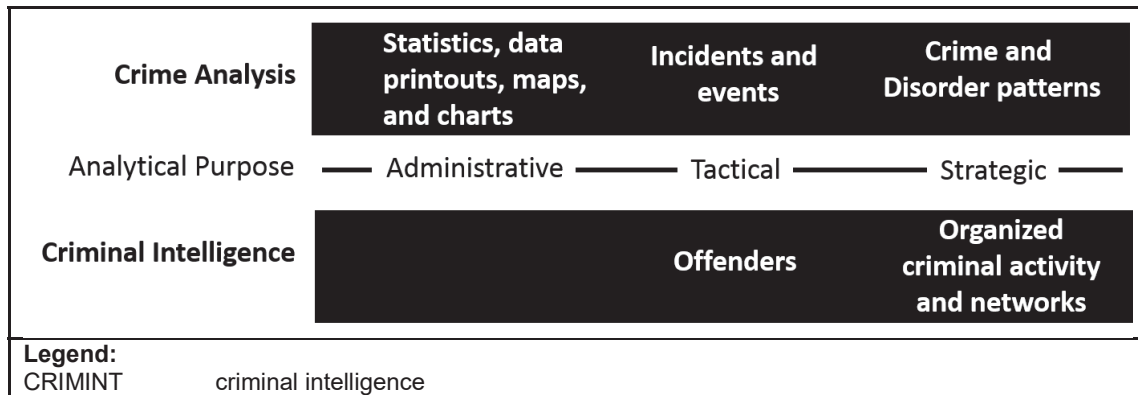 Crime Analysis
Statistics, data
printouts, maps,
and charts
Incidents and
events
Crime and
Disorder patterns
Analytical Purpose
Administrative
Tactical
Strategic
Criminal Intelligence
Offenders
Organized
criminal activity
and networks
Legend:
CRIMINT criminal intelligence